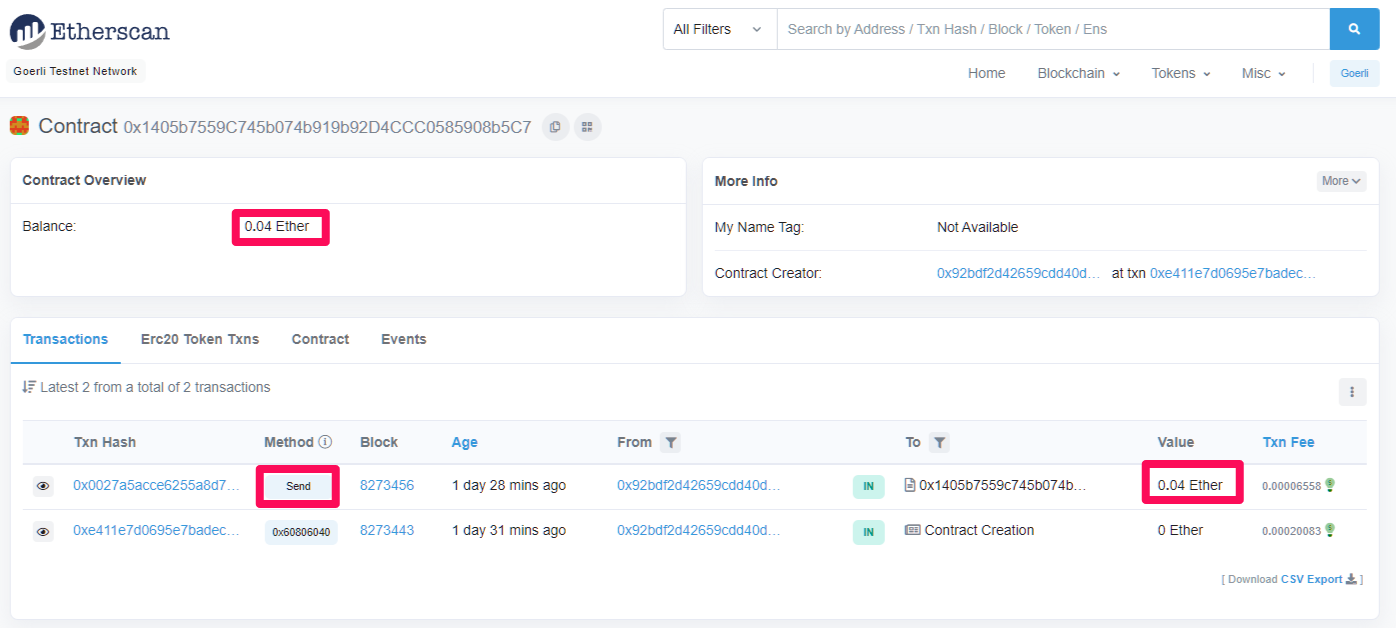 Etherscan
All Filters Search by Address / Txn Hash / Block / Token / Ens
Goerli Testnet Network
Home Blockchain Tokens Misc Goerli
Contract 0x1405b7559C745b074b919b92D4CCC0585908b5C7
Contract Overview
Balance: 0.04 Ether
More Info More
My Name Tag: Not Available
Contract Creator: 0x92bdf2d42659cdd40d... at txn 0xe411e7d0695e7badec...
Transactions Erc20 Token Txns Contract Events
Latest 2 from a total of 2 transactions
Txn Hash Method Block Age From To Value Txn Fee
0x0027a5acce6255a8d7... Send 8273456 1 day 28 mins ago 0x92bdf2d42659cdd40d... IN 0x1405b7559c745b074b... 0.04 Ether 0.00006558
0xe411e7d0695e7badec... 0x60806040 8273443 1 day 31 mins ago 0x92bdf2d42659cdd40d... IN Contract Creation 0 Ether 0.00020083
[ Download CSV Export ]